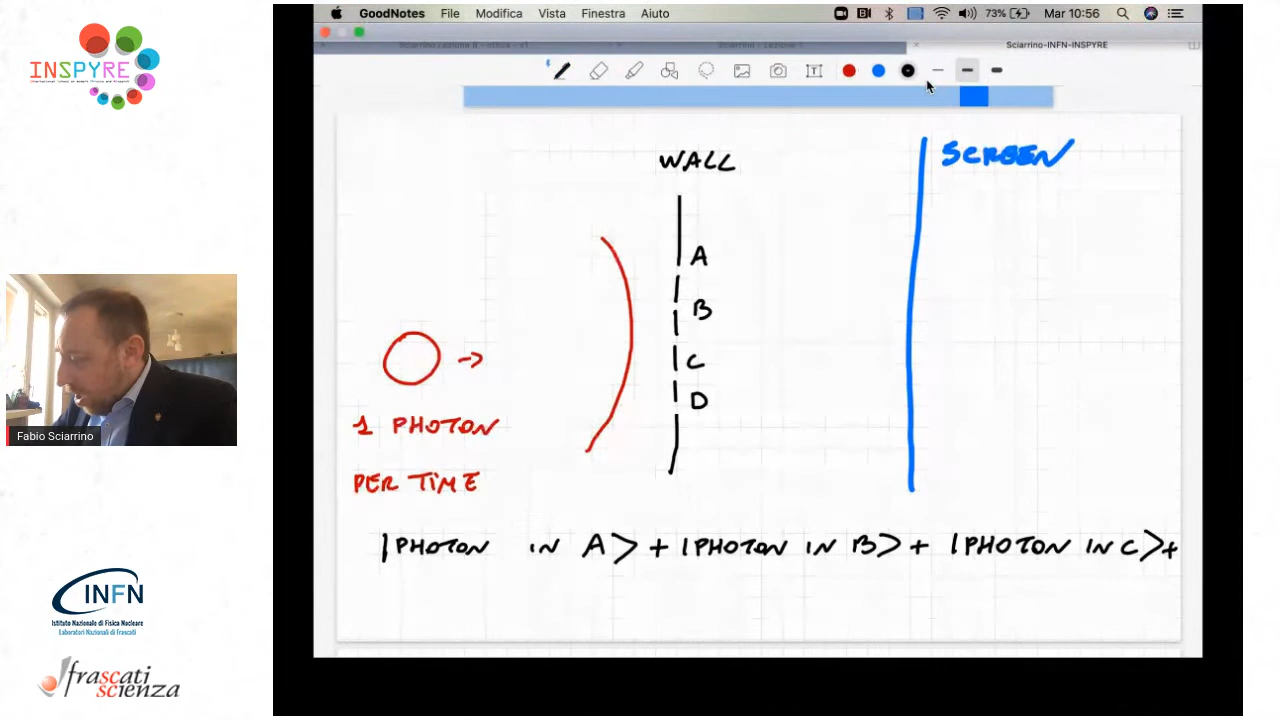 INSPYRE
GoodNotes File Modifica Vista Finestra Aiuto 73% Mar 10:56
Sciarrino-INFN-INSPYRE
WALL
SCREEN
A
B
C
D
1 PHOTON
PER TIME
|PHOTON IN A> + |PHOTON IN B> + |PHOTON IN C>+
Fabio Sciarrino
INFN
Istituto Nazionale di Fisica Nucleare
Laboratori Nazionali di Frascati
frascati
scienza